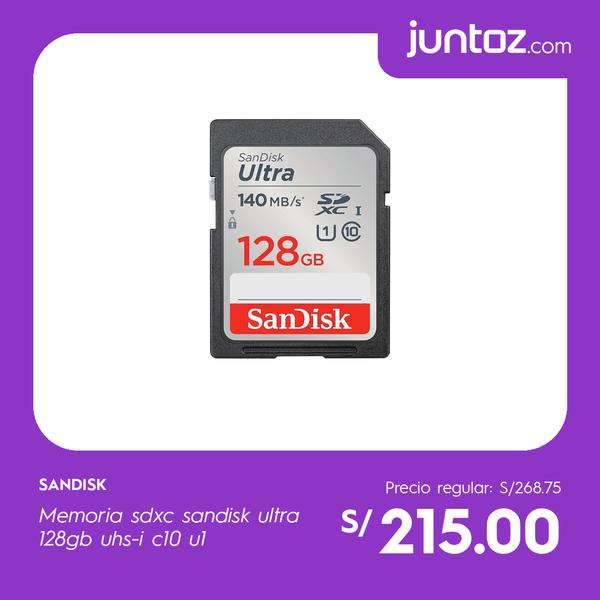 juntoz.com
SanDisk
Ultra
140 MB/s*
SD XC I
U1 10
128GB
SanDisk
SANDISK
Memoria sdxc sandisk ultra
128gb uhs-i c10 u1
Precio regular: S/268.75
S/ 215.00